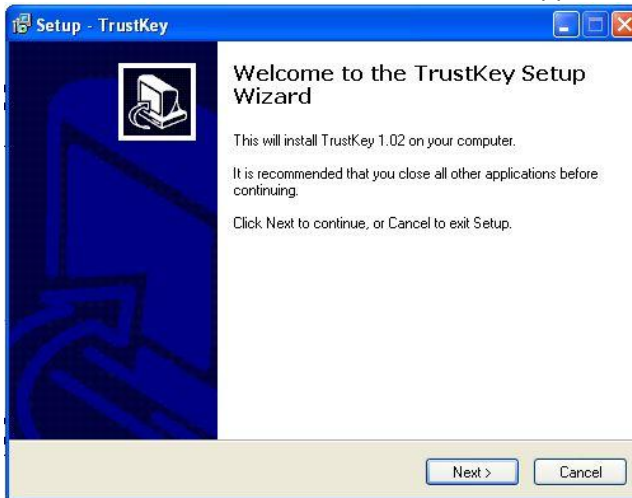 Setup - TrustKey
Welcome to the TrustKey Setup
Wizard
This will install TrustKey 1.02 on your computer.
It is recommended that you close all other applications before
continuing.
Click Next to continue, or Cancel to exit Setup.
Next >
Cancel